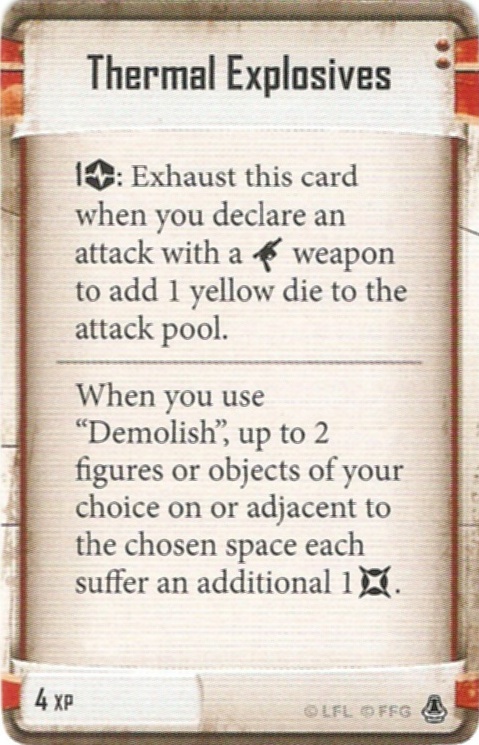 Thermal Explosives
1: Exhaust this card
when you declare an
attack with a weapon
to add 1 yellow die to the
attack pool.
When you use
“Demolish”, up to 2
figures or objects of your
choice on or adjacent to
the chosen space each
suffer an additional 1.
4 XP
© LFL © FFG